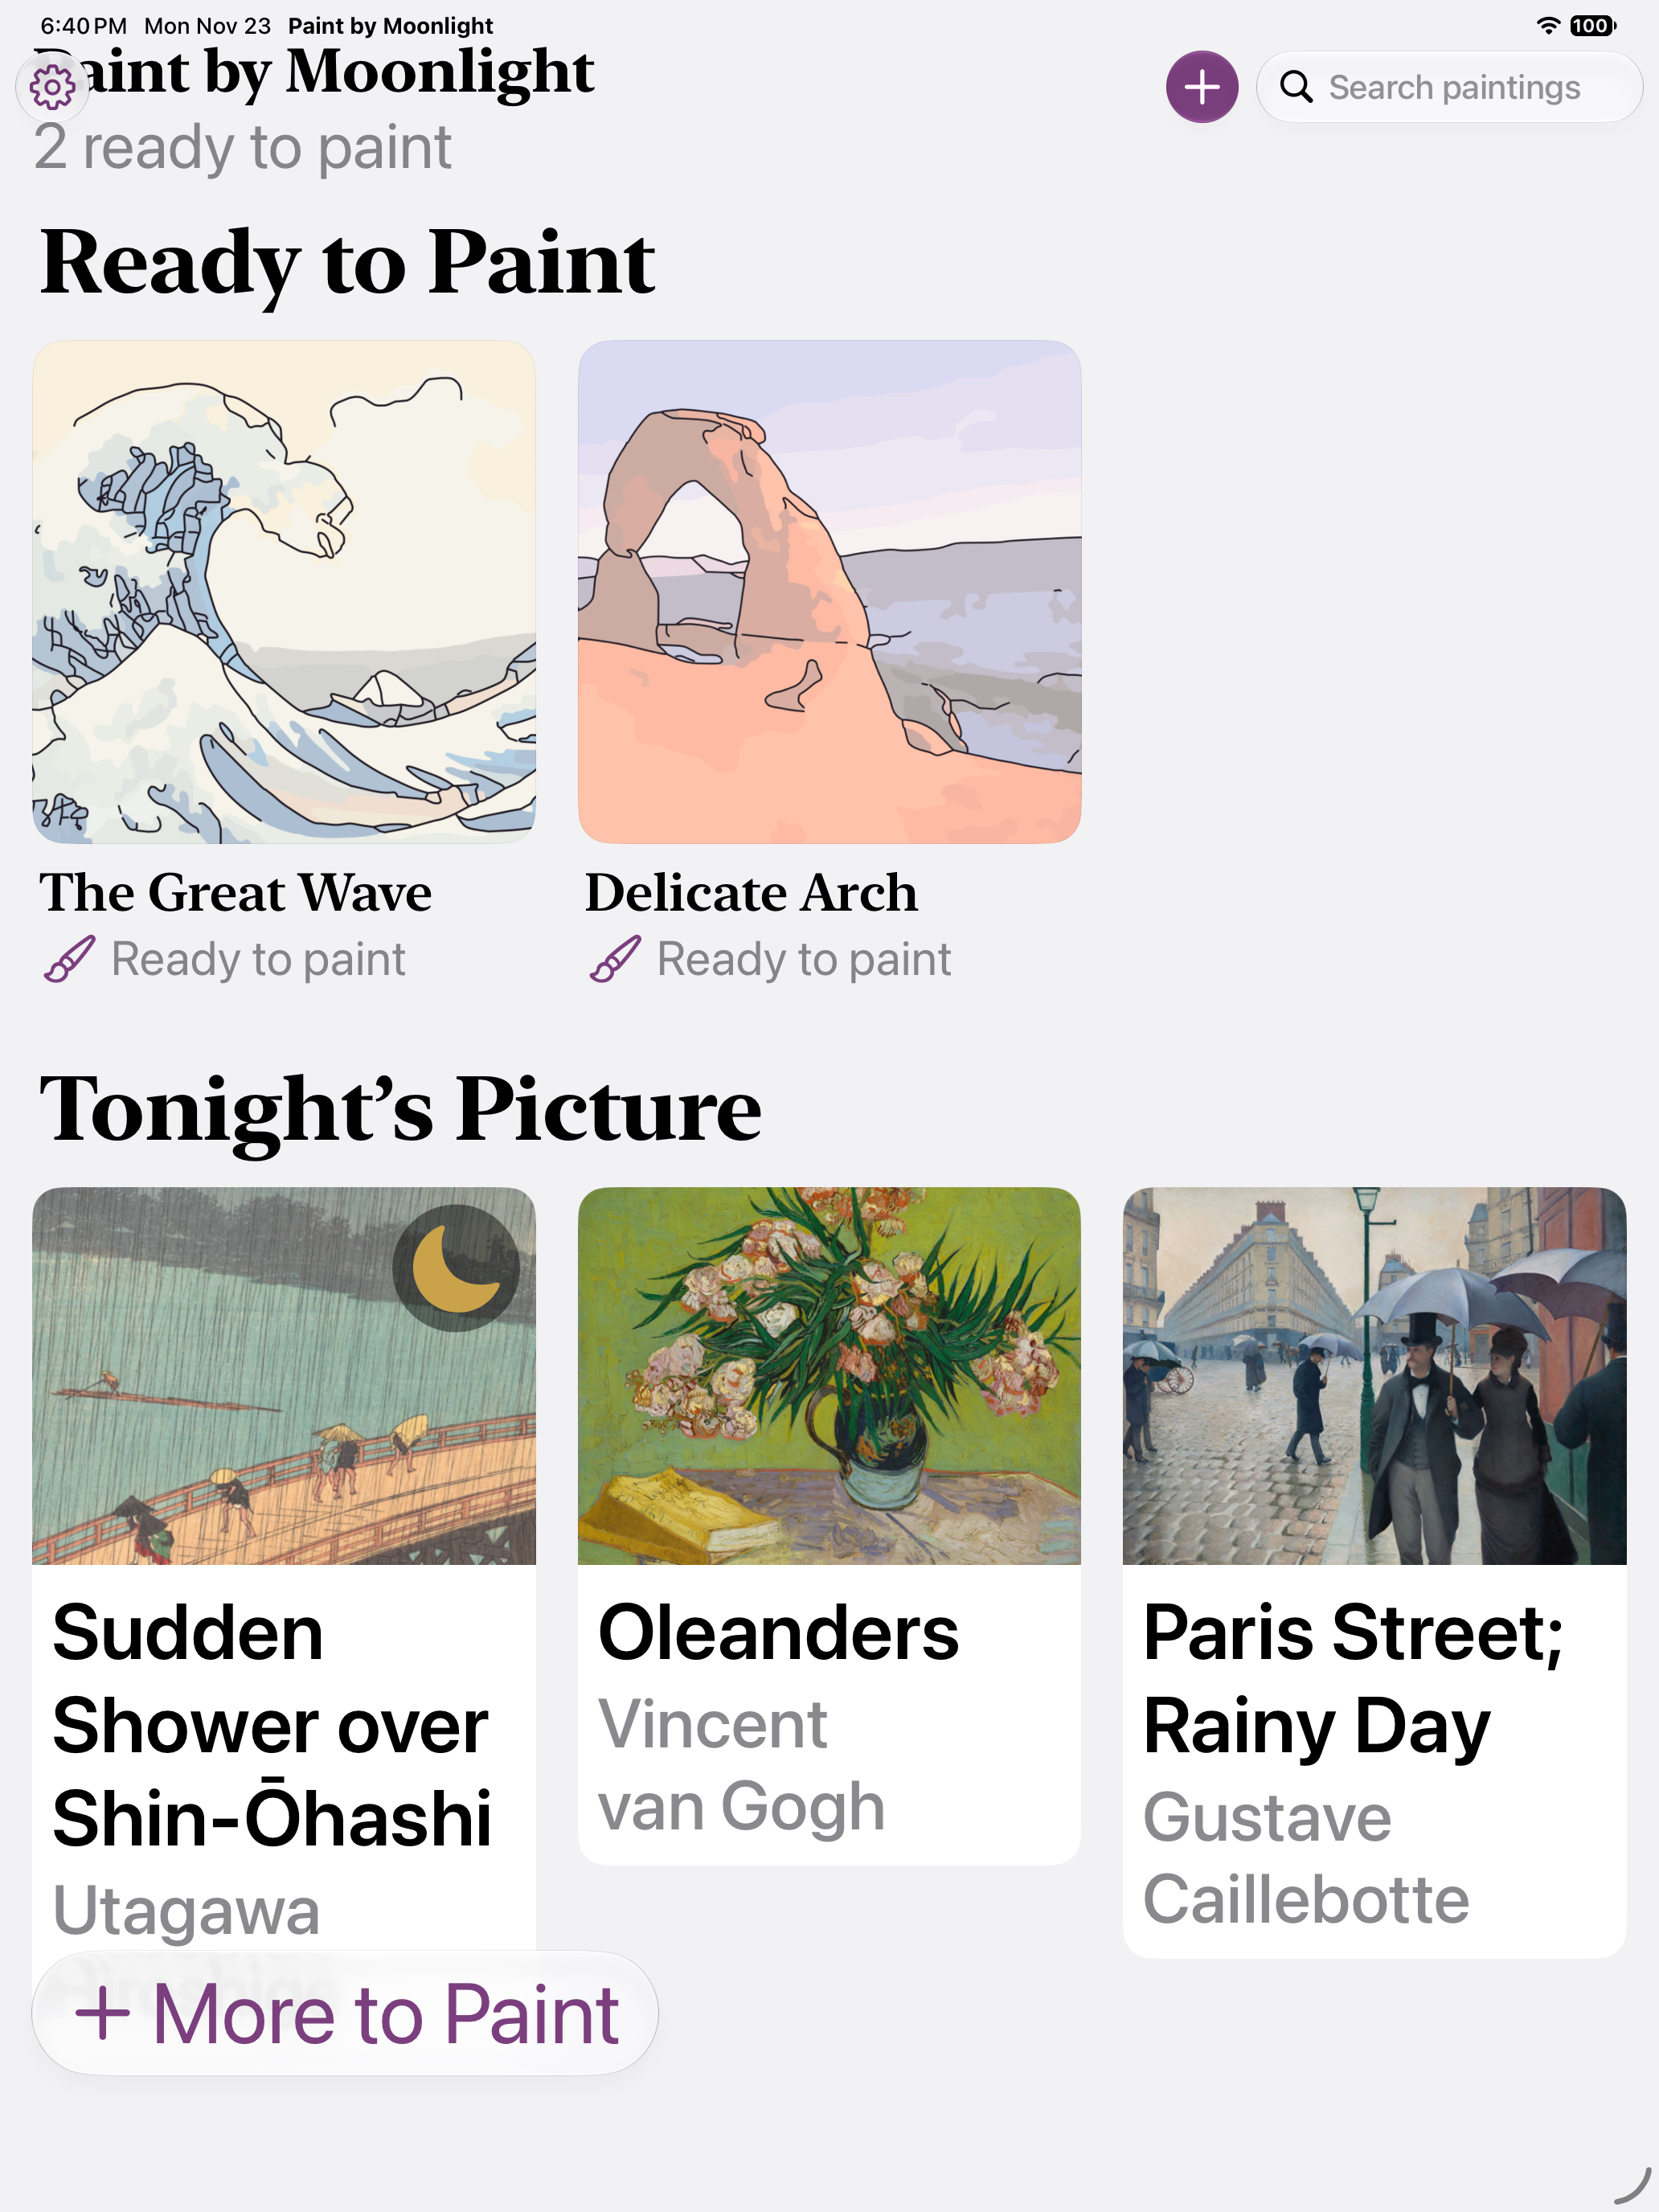 6:40 PM Mon Nov 23 Paint by Moonlight
100
Paint by Moonlight
Search paintings
2 ready to paint
Ready to Paint
The Great Wave
Ready to paint
Delicate Arch
Ready to paint
Tonight’s Picture
Sudden
Shower over
Shin-Ōhashi
Utagawa
Hiroshige
Oleanders
Vincent
van Gogh
Paris Street;
Rainy Day
Gustave
Caillebotte
+ More to Paint